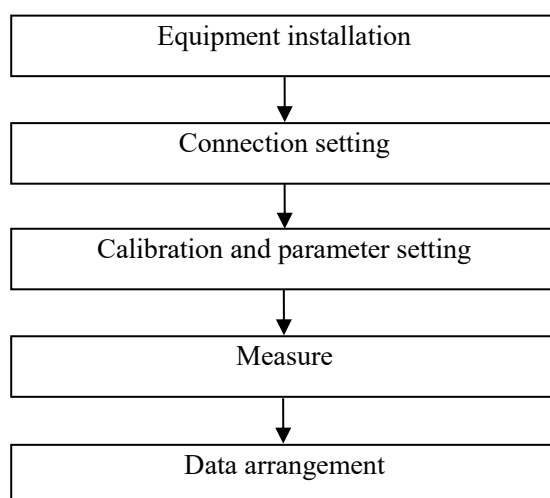 Equipment installation
Connection setting
Calibration and parameter setting
Measure
Data arrangement